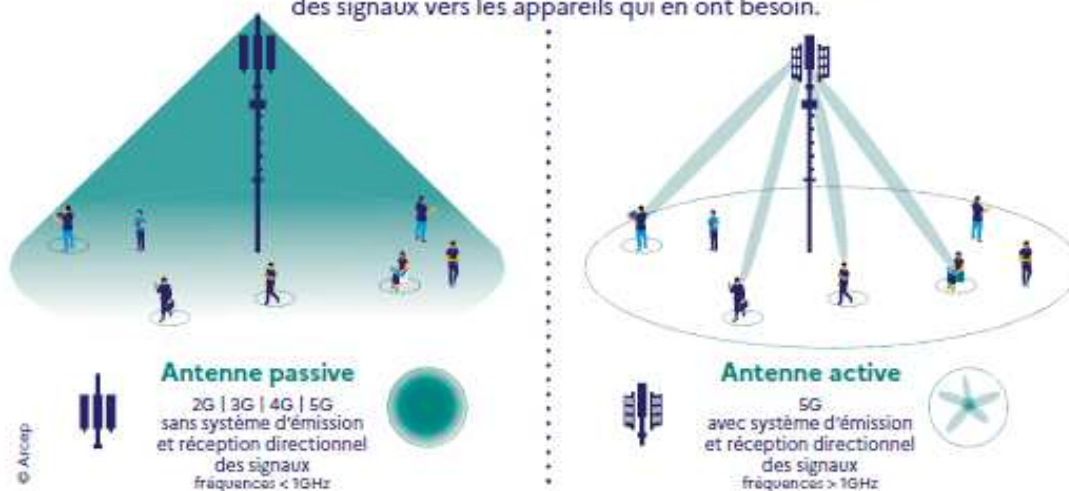 des signaux vers les appareils qui en ont besoin.
Antenne passive
2G | 3G | 4G | 5G
sans système d'émission
et réception directionnel
des signaux
fréquences < 1GHz
© Arcep
Antenne active
5G
avec système d'émission
et réception directionnel
des signaux
fréquences > 1GHz